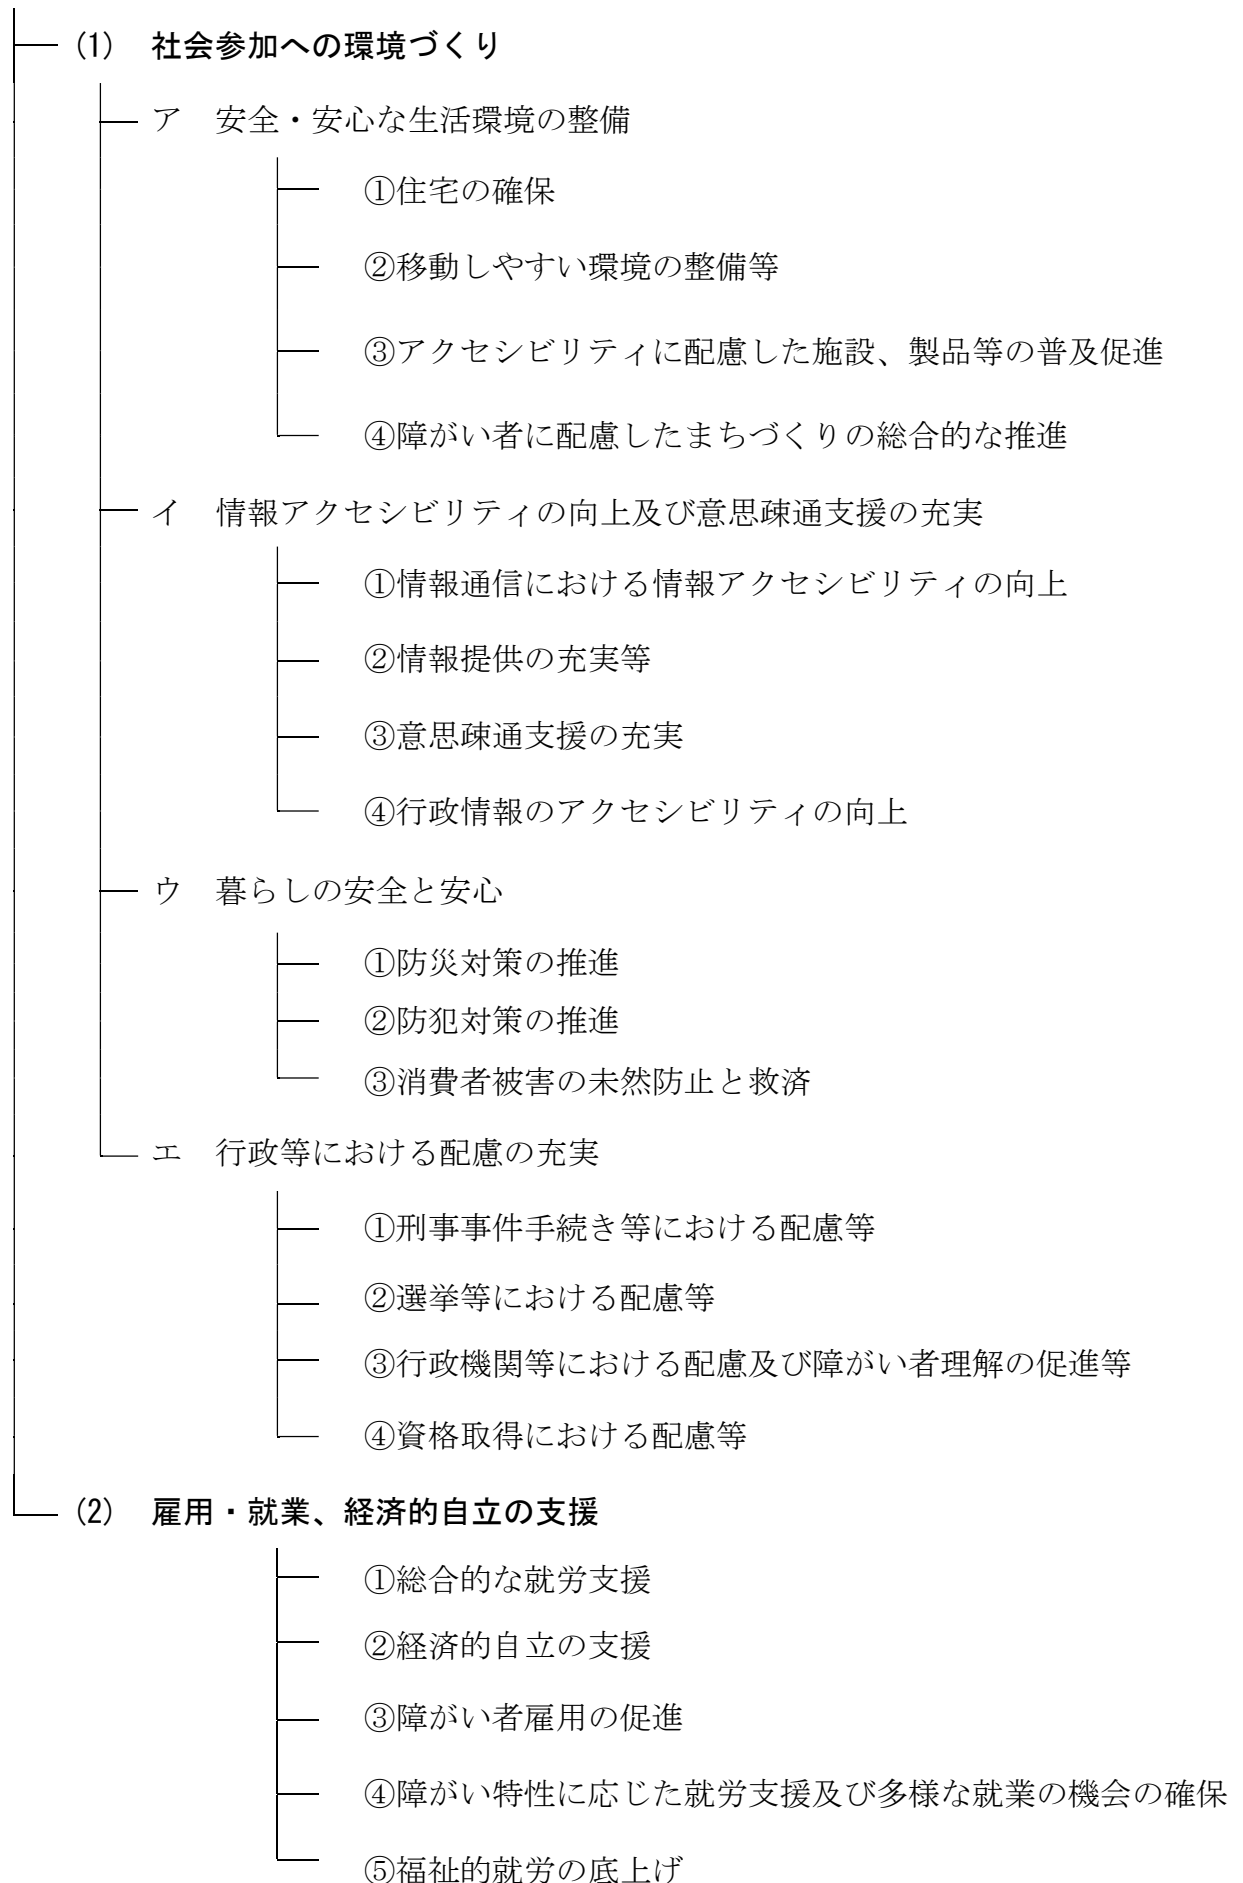 (1) 社会参加への環境づくり
ア 安全・安心な生活環境の整備
①住宅の確保
②移動しやすい環境の整備等
③アクセシビリティに配慮した施設、製品等の普及促進
④障がい者に配慮したまちづくりの総合的な推進
イ 情報アクセシビリティの向上及び意思疎通支援の充実
①情報通信における情報アクセシビリティの向上
②情報提供の充実等
③意思疎通支援の充実
④行政情報のアクセシビリティの向上
ウ 暮らしの安全と安心
①防災対策の推進
②防犯対策の推進
③消費者被害の未然防止と救済
エ 行政等における配慮の充実
①刑事事件手続き等における配慮等
②選挙等における配慮等
③行政機関等における配慮及び障がい者理解の促進等
④資格取得における配慮等
(2) 雇用・就業、経済的自立の支援
①総合的な就労支援
②経済的自立の支援
③障がい者雇用の促進
④障がい特性に応じた就労支援及び多様な就業の機会の確保
⑤福祉的就労の底上げ